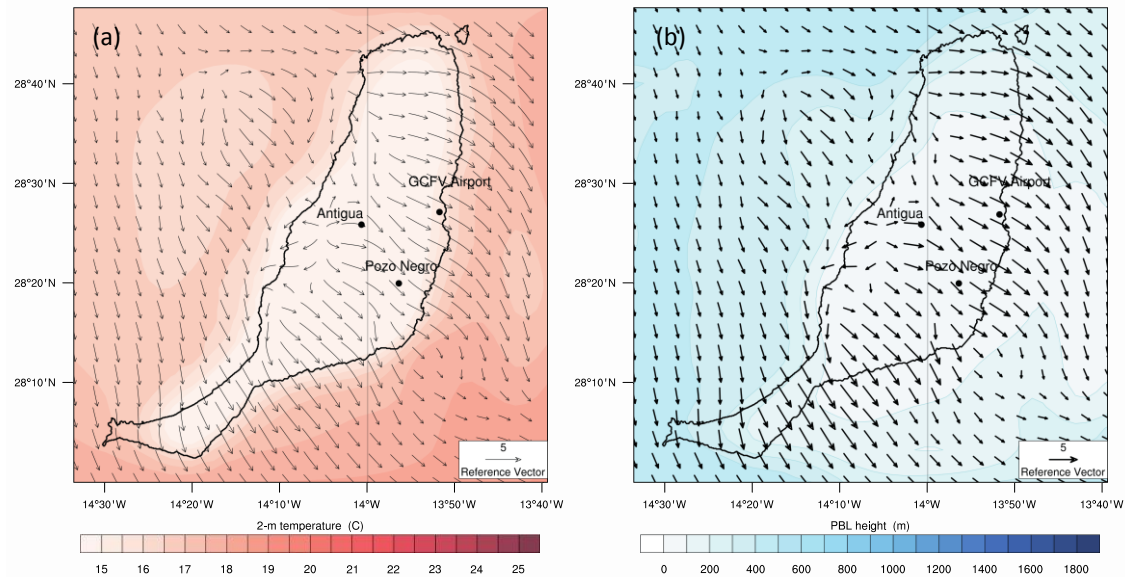 (a)
28°40'N
28°30'N
28°20'N
28°10'N
GCFV Airport
Antigua
Pozo Negro
5
Reference Vector
14°30'W 14°20'W 14°10'W 14°W 13°50'W 13°40'W
2-m temperature (C)
15 16 17 18 19 20 21 22 23 24 25
(b)
28°40'N
28°30'N
28°20'N
28°10'N
GCFV Airport
Antigua
Pozo Negro
5
Reference Vector
14°30'W 14°20'W 14°10'W 14°W 13°50'W 13°40'W
PBL height (m)
0 200 400 600 800 1000 1200 1400 1600 1800